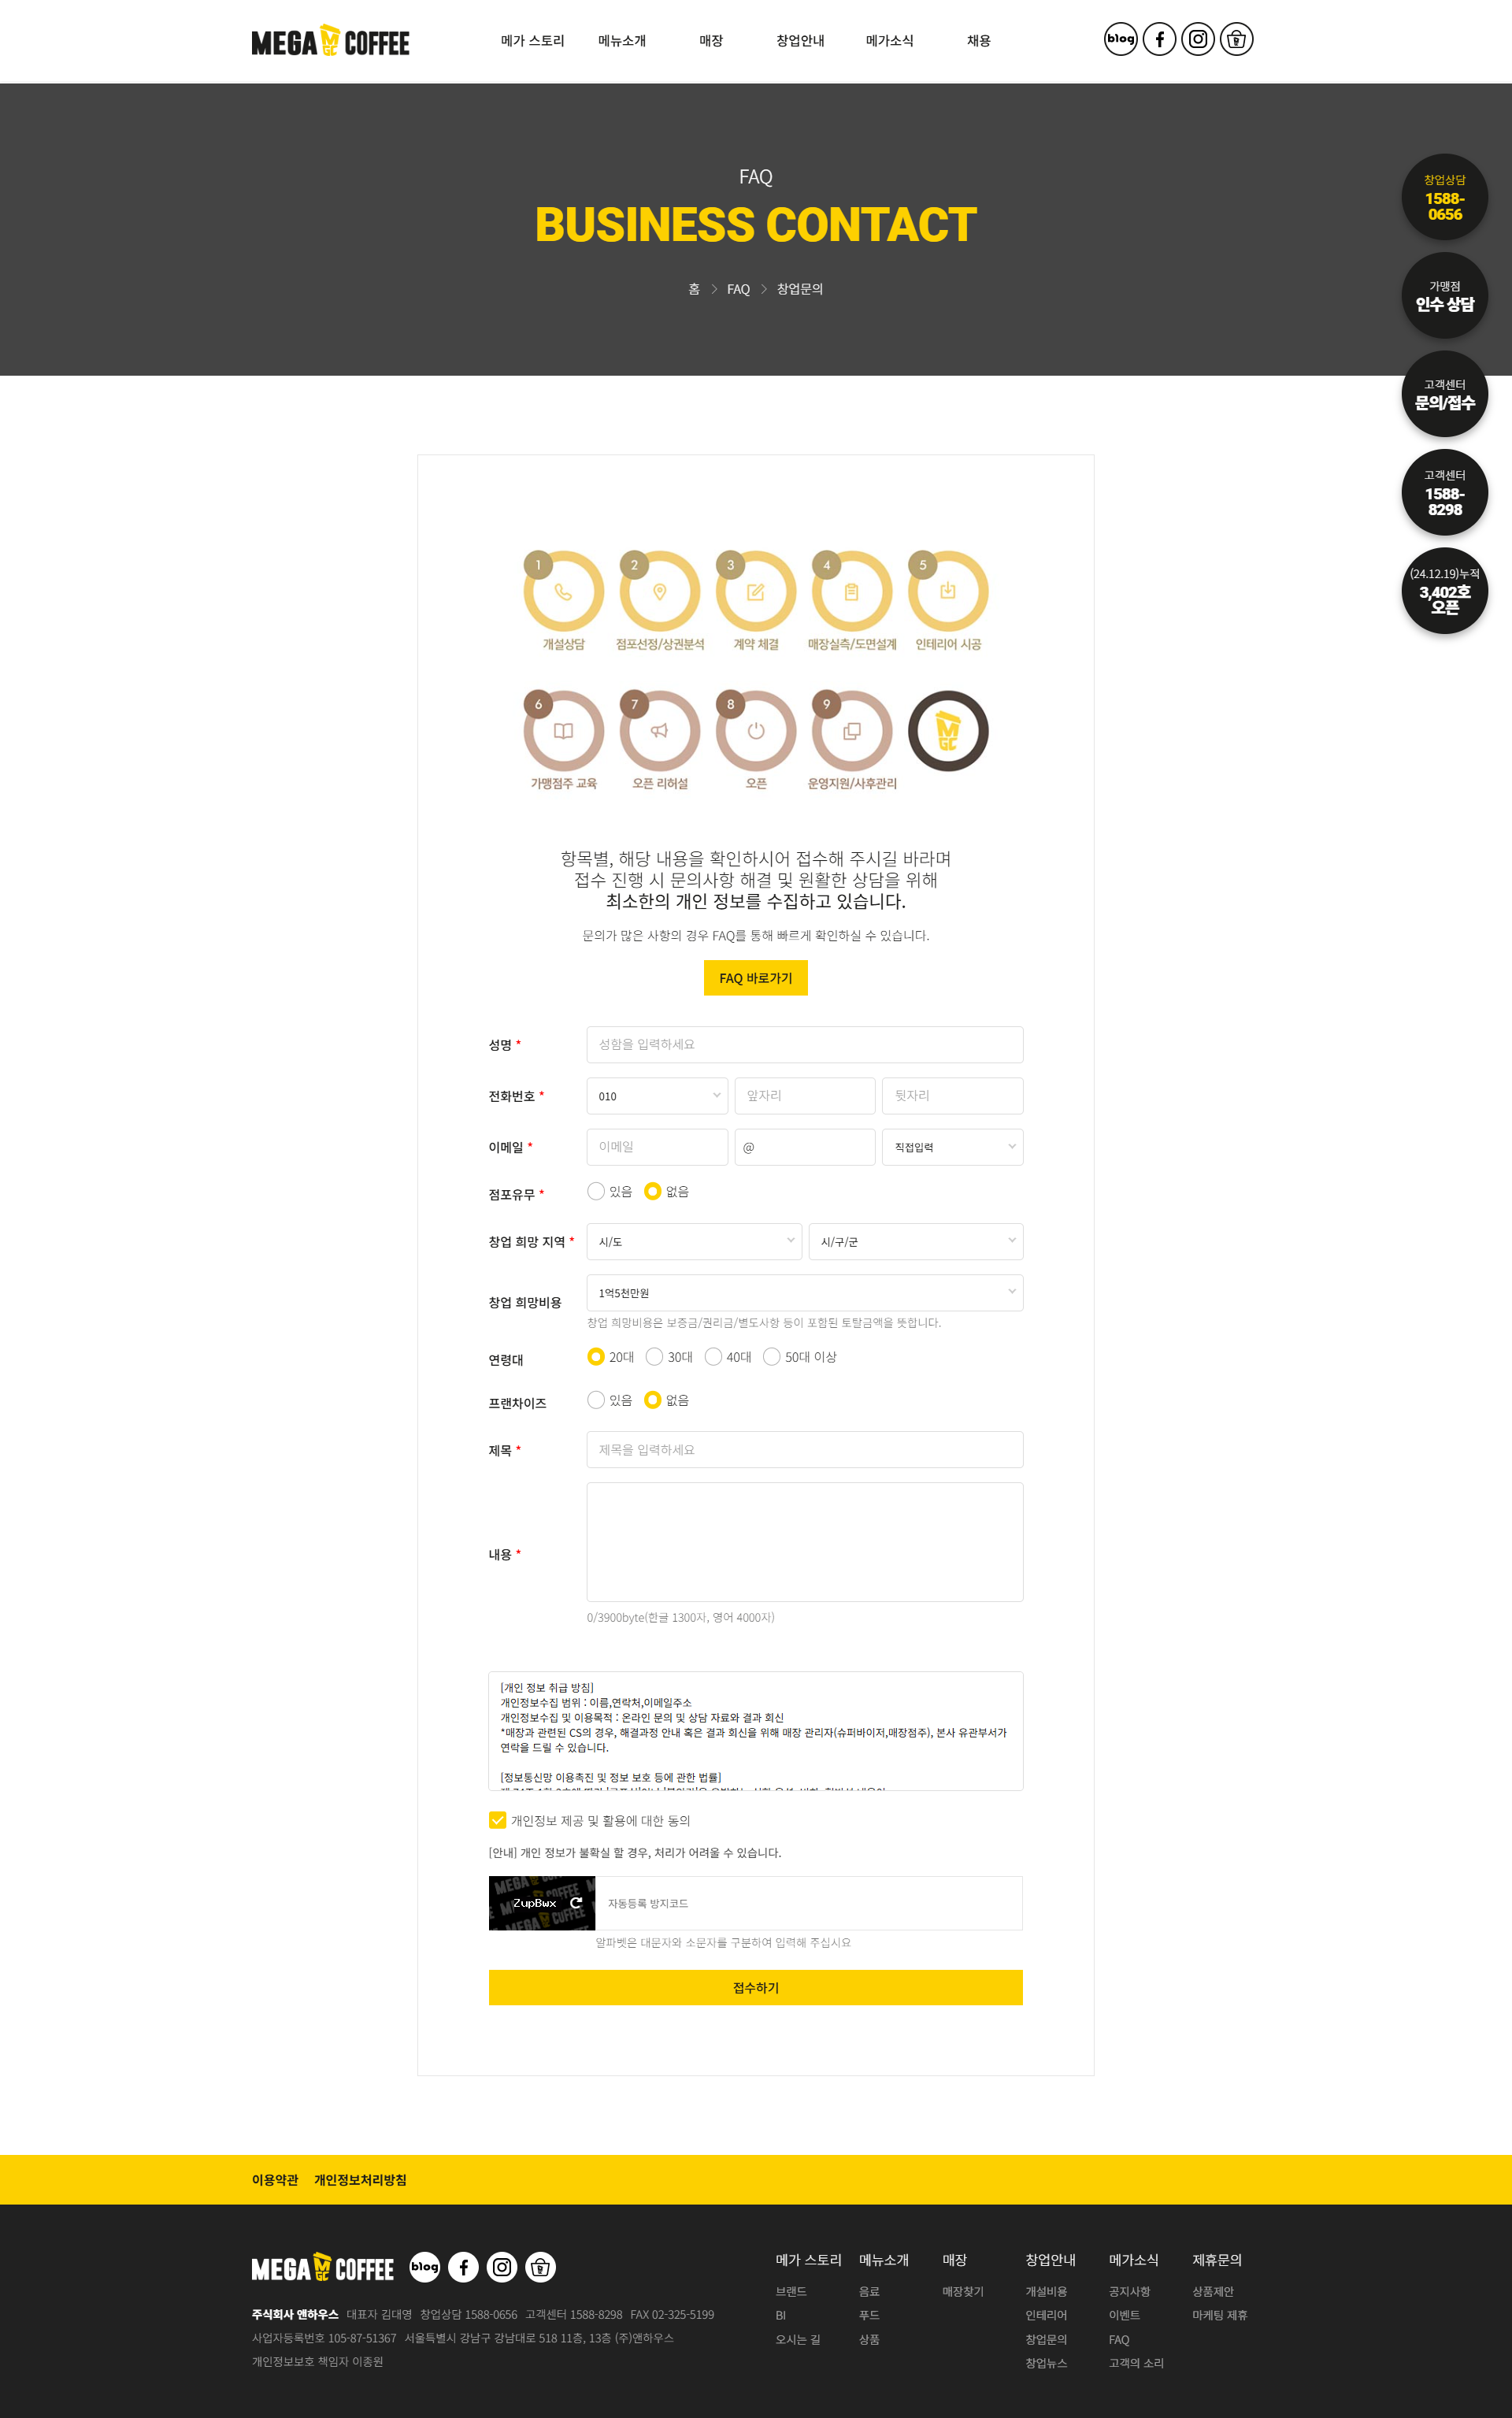 MEGA MGC COFFEE
메가 스토리 메뉴소개 매장 창업안내 메가소식 채용
blog
FAQ
BUSINESS CONTACT
홈 FAQ 창업문의
창업상담
1588-
0656
가맹점
인수 상담
고객센터
문의/접수
고객센터
1588-
8298
(24.12.19)누적
3,402호
오픈
1 2 3 4 5
개설상담 점포선정/상권분석 계약 체결 매장실측/도면설계 인테리어 시공
6 7 8 9 MGC
가맹점주 교육 오픈 리허설 오픈 운영지원/사후관리
항목별, 해당 내용을 확인하시어 접수해 주시길 바라며
접수 진행 시 문의사항 해결 및 원활한 상담을 위해
최소한의 개인 정보를 수집하고 있습니다.
문의가 많은 사항의 경우 FAQ를 통해 빠르게 확인하실 수 있습니다.
FAQ 바로가기
성명 * 성함을 입력하세요
전화번호 * 010 앞자리 뒷자리
이메일 * 이메일 @ 직접입력
점포유무 * 있음 없음
창업 희망 지역 * 시/도 시/구/군
창업 희망비용 1억5천만원
창업 희망비용은 보증금/권리금/별도사항 등이 포함된 토탈금액을 뜻합니다.
연령대 20대 30대 40대 50대 이상
프랜차이즈 있음 없음
제목 * 제목을 입력하세요
내용 *
0/3900byte(한글 1300자, 영어 4000자)
[개인 정보 취급 방침]
개인정보수집 범위 : 이름,연락처,이메일주소
개인정보수집 및 이용목적 : 온라인 문의 및 상담 자료와 결과 회신
*매장과 관련된 CS의 경우, 해결과정 안내 혹은 결과 회신을 위해 매장 관리자(슈퍼바이저,매장점주), 본사 유관부서가
연락을 드릴 수 있습니다.
[정보통신망 이용촉진 및 정보 보호 등에 관한 법률]
개인정보 제공 및 활용에 대한 동의
[안내] 개인 정보가 불확실 할 경우, 처리가 어려울 수 있습니다.
ZupBwx 자동등록 방지코드
알파벳은 대문자와 소문자를 구분하여 입력해 주십시요
접수하기
이용약관 개인정보처리방침
MEGA MGC COFFEE blog
주식회사 앤하우스 대표자 김대영 창업상담 1588-0656 고객센터 1588-8298 FAX 02-325-5199
사업자등록번호 105-87-51367 서울특별시 강남구 강남대로 518 11층, 13층 (주)앤하우스
개인정보보호 책임자 이종원
메가 스토리 메뉴소개 매장 창업안내 메가소식 제휴문의
브랜드 음료 매장찾기 개설비용 공지사항 상품제안
BI 푸드 인테리어 이벤트 마케팅 제휴
오시는 길 상품 창업문의 FAQ
창업뉴스 고객의 소리